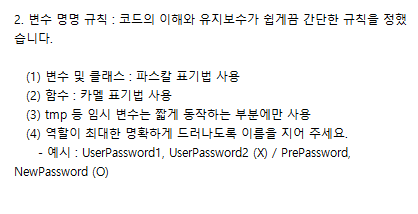 2. 변수 명명 규칙 : 코드의 이해와 유지보수가 쉽게끔 간단한 규칙을 정했
습니다.
(1) 변수 및 클래스 : 파스칼 표기법 사용
(2) 함수 : 카멜 표기법 사용
(3) tmp 등 임시 변수는 짧게 동작하는 부분에만 사용
(4) 역할이 최대한 명확하게 드러나도록 이름을 지어 주세요.
- 예시 : UserPassword1, UserPassword2 (X) / PrePassword,
NewPassword (O)